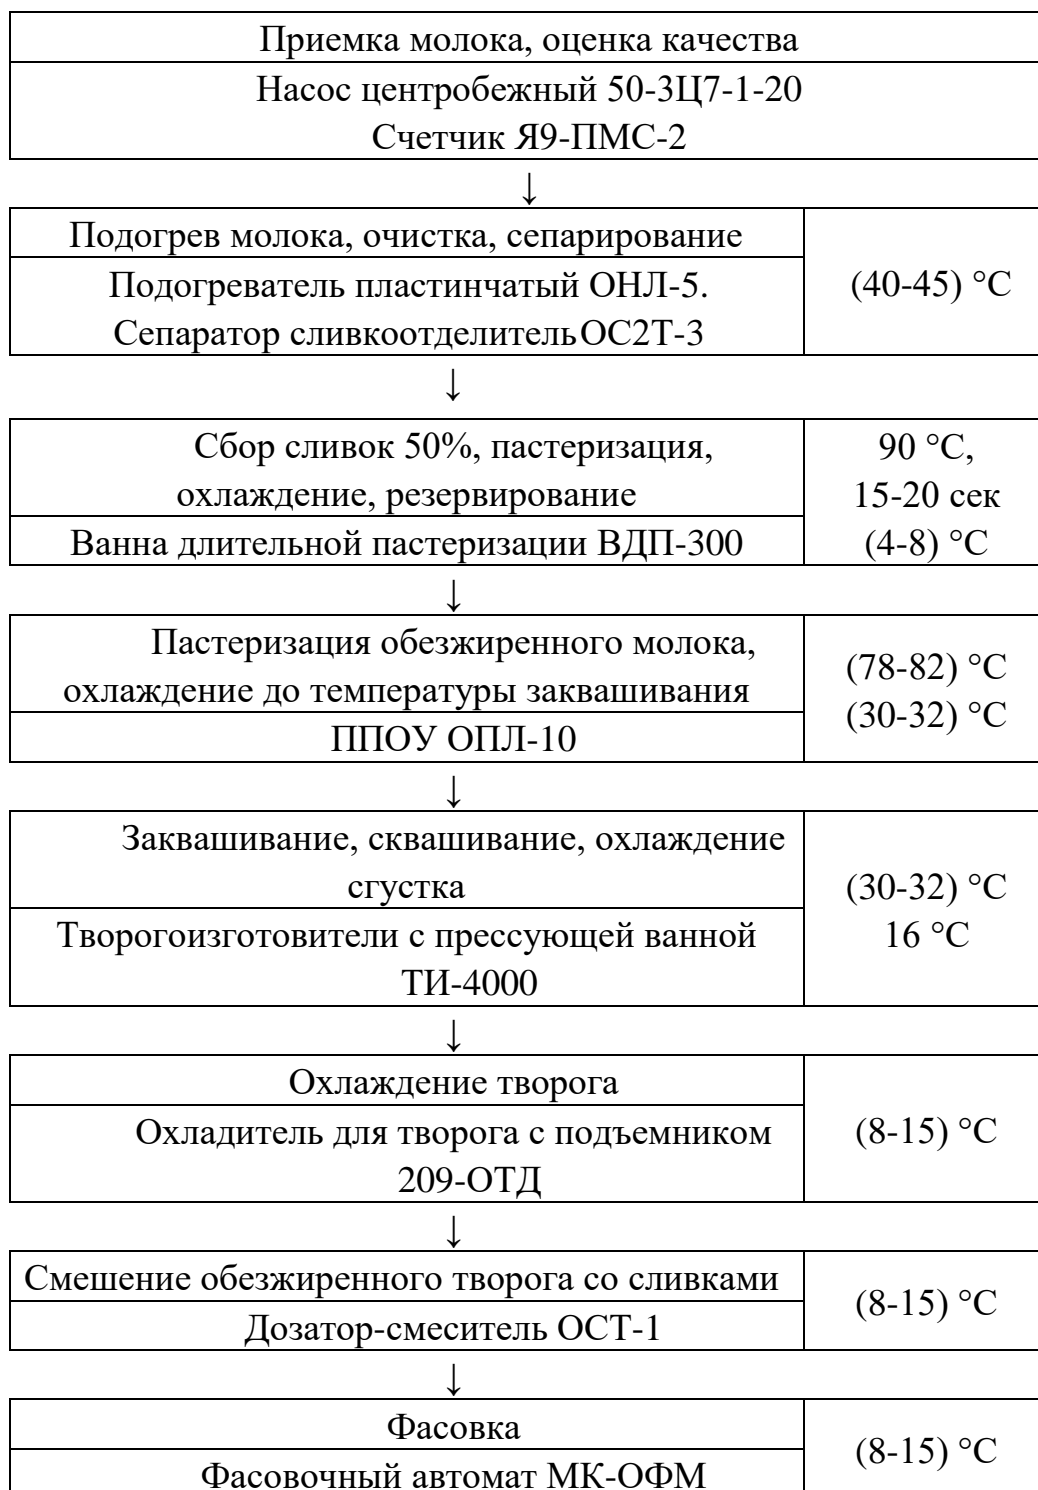 Приемка молока, оценка качества
Насос центробежный 50-3Ц7-1-20
Счетчик Я9-ПМС-2
↓
Подогрев молока, очистка, сепарирование
Подогреватель пластинчатый ОНЛ-5.
Сепаратор сливкоотделитель ОС2Т-3
(40-45) °С
↓
Сбор сливок 50%, пастеризация,
охлаждение, резервирование
Ванна длительной пастеризации ВДП-300
90 °С,
15-20 сек
(4-8) °С
↓
Пастеризация обезжиренного молока,
охлаждение до температуры заквашивания
ППОУ ОПЛ-10
(78-82) °С
(30-32) °С
↓
Заквашивание, сквашивание, охлаждение
сгустка
Творогоизготовители с прессующей ванной
ТИ-4000
(30-32) °С
16 °С
↓
Охлаждение творога
Охладитель для творога с подъемником
209-ОТД
(8-15) °С
↓
Смешение обезжиренного творога со сливками
Дозатор-смеситель ОСТ-1
(8-15) °С
↓
Фасовка
Фасовочный автомат МК-ОФМ
(8-15) °С